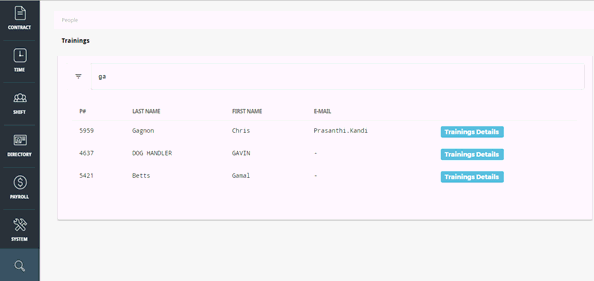 People
Trainings
CONTRACT
TIME
SHIFT
DIRECTORY
PAYROLL
SYSTEM
ga
P# LAST NAME FIRST NAME E-MAIL
5959 Gagnon Chris Prasanthi.Kandi Trainings Details
4637 DOG HANDLER GAVIN - Trainings Details
5421 Betts Gamal - Trainings Details